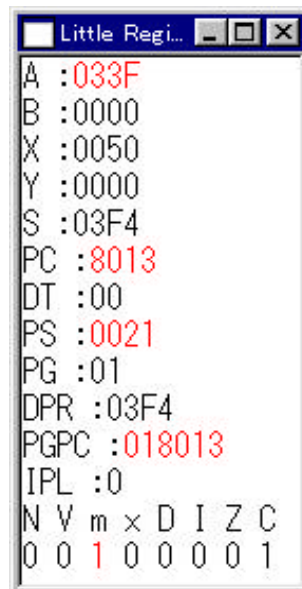 Little Regi...
A :033F
B :0000
X :0050
Y :0000
S :03F4
PC :8013
DT :00
PS :0021
PG :01
DPR :03F4
PGPC :018013
IPL :0
N V m x D I Z C
0 0 1 0 0 0 0 1